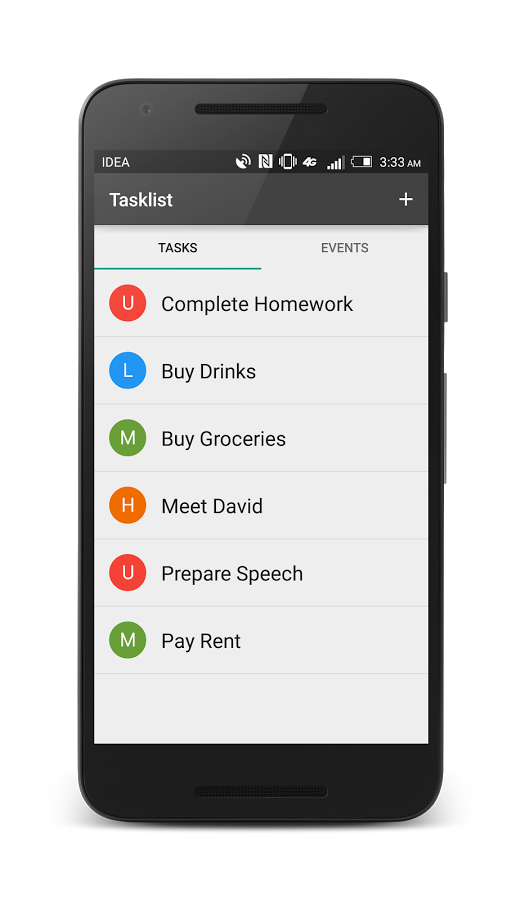 IDEA 4G 3:33 AM
Tasklist +
TASKS EVENTS
U Complete Homework
L Buy Drinks
M Buy Groceries
H Meet David
U Prepare Speech
M Pay Rent